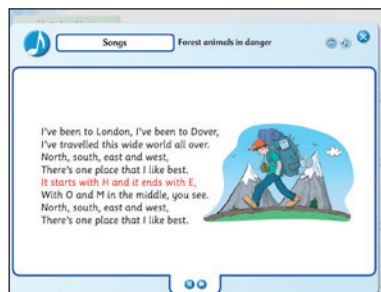 Songs
Forest animals in danger
I've been to London, I've been to Dover,
I've travelled this wide world all over.
North, south, east and west,
There's one place that I like best.
It starts with H and it ends with E,
With O and M in the middle, you see.
North, south, east and west,
There's one place that I like best.